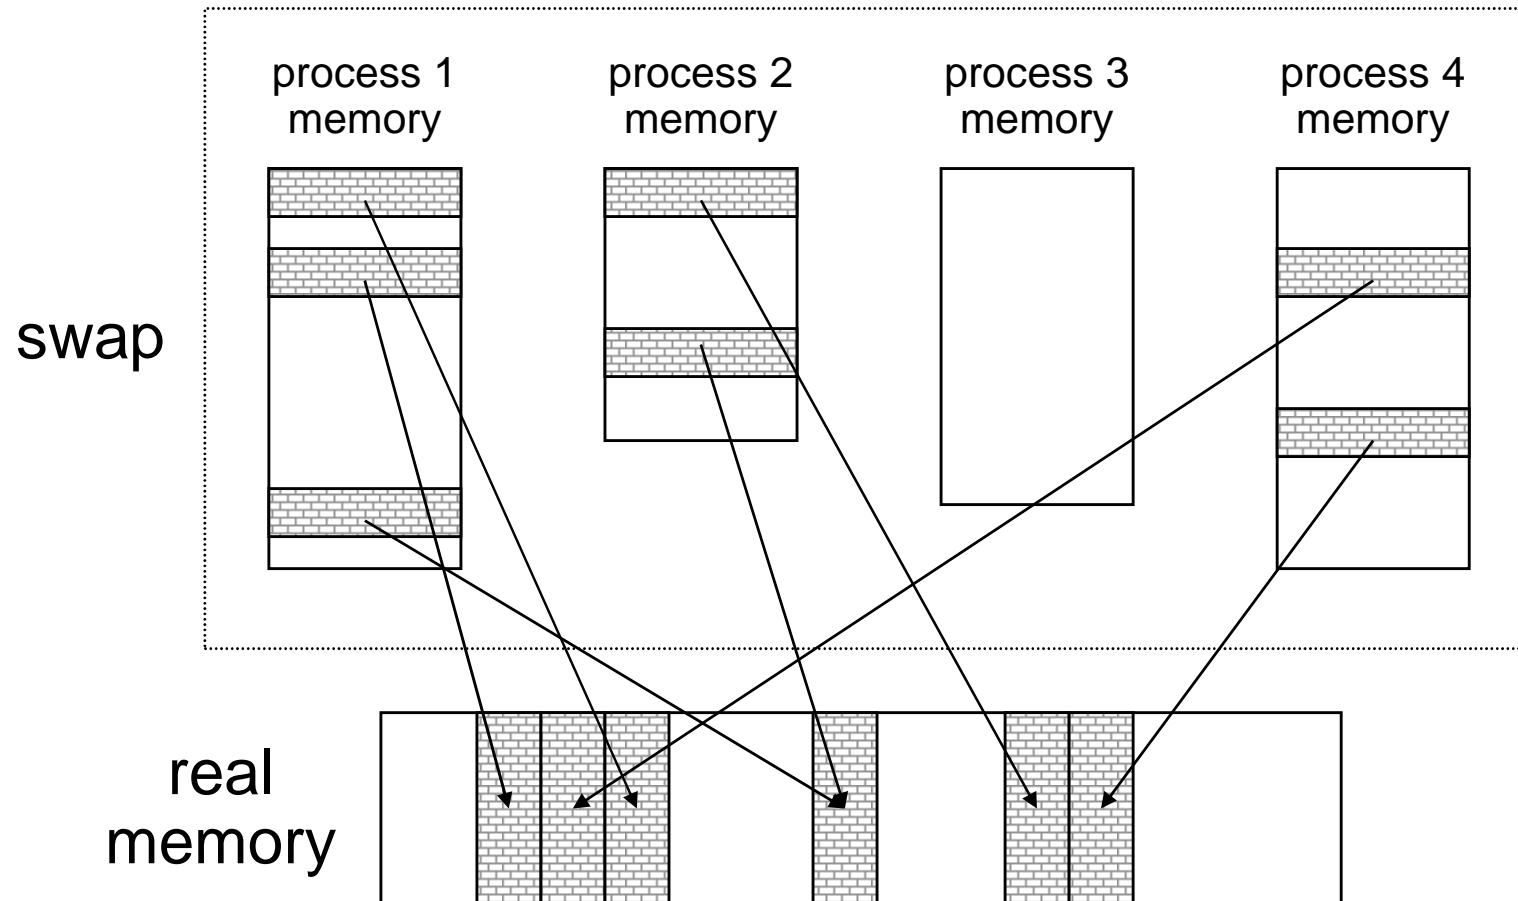 process 1
memory
process 2
memory
process 3
memory
process 4
memory
swap
real
memory